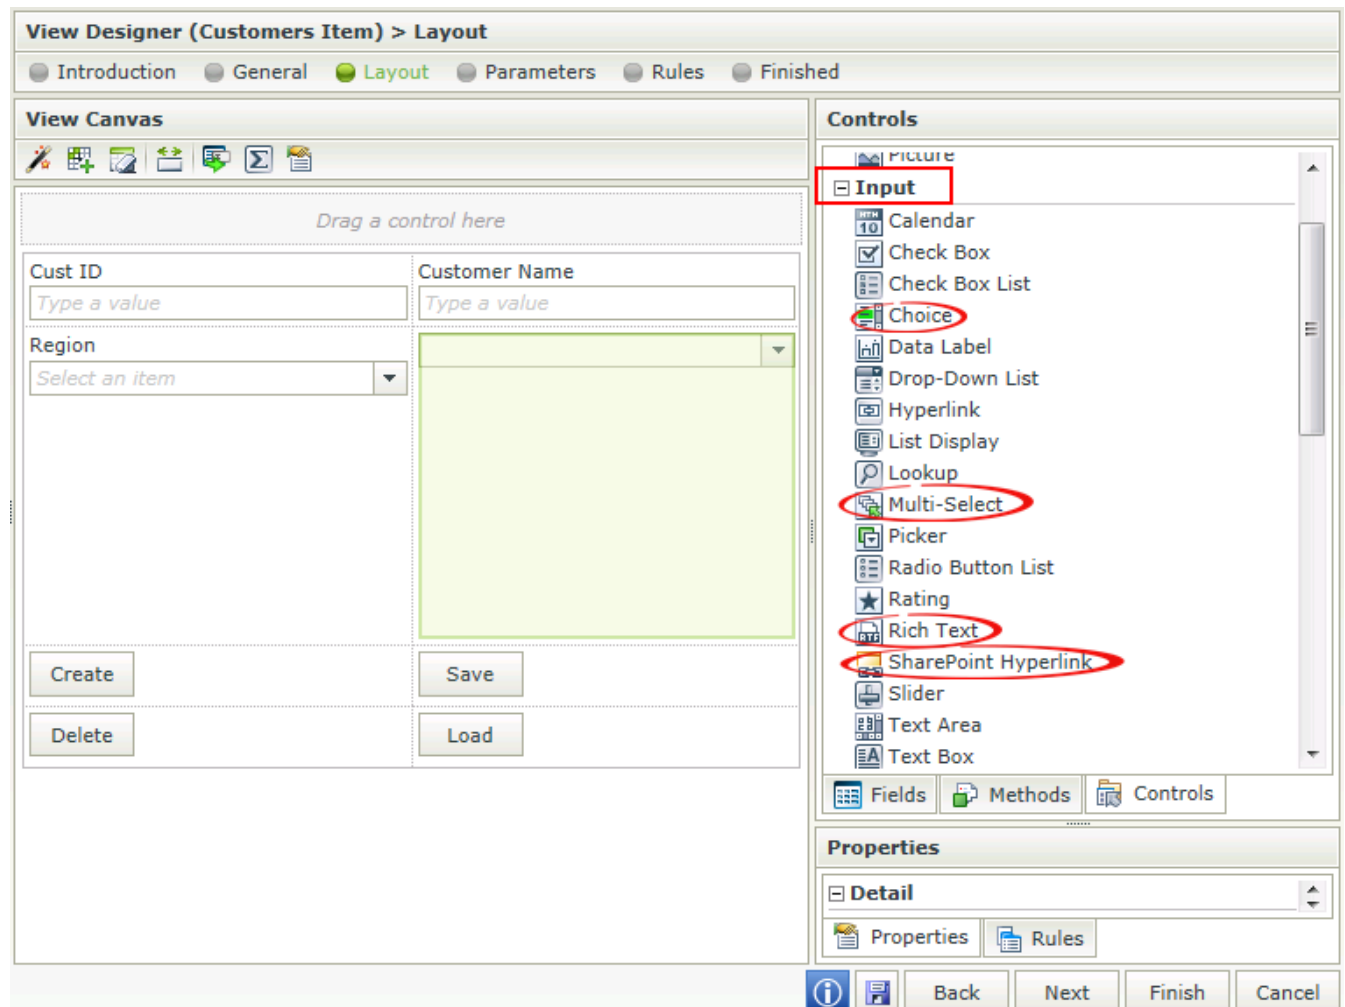 View Designer (Customers Item) > Layout
Introduction General Layout Parameters Rules Finished
View Canvas
Drag a control here
Cust ID Customer Name
Type a value Type a value
Region
Select an item
Create Save
Delete Load
Controls
Picture
Input
Calendar
Check Box
Check Box List
Choice
Data Label
Drop-Down List
Hyperlink
List Display
Lookup
Multi-Select
Picker
Radio Button List
Rating
Rich Text
SharePoint Hyperlink
Slider
Text Area
Text Box
Fields Methods Controls
Properties
Detail
Properties Rules
Back Next Finish Cancel